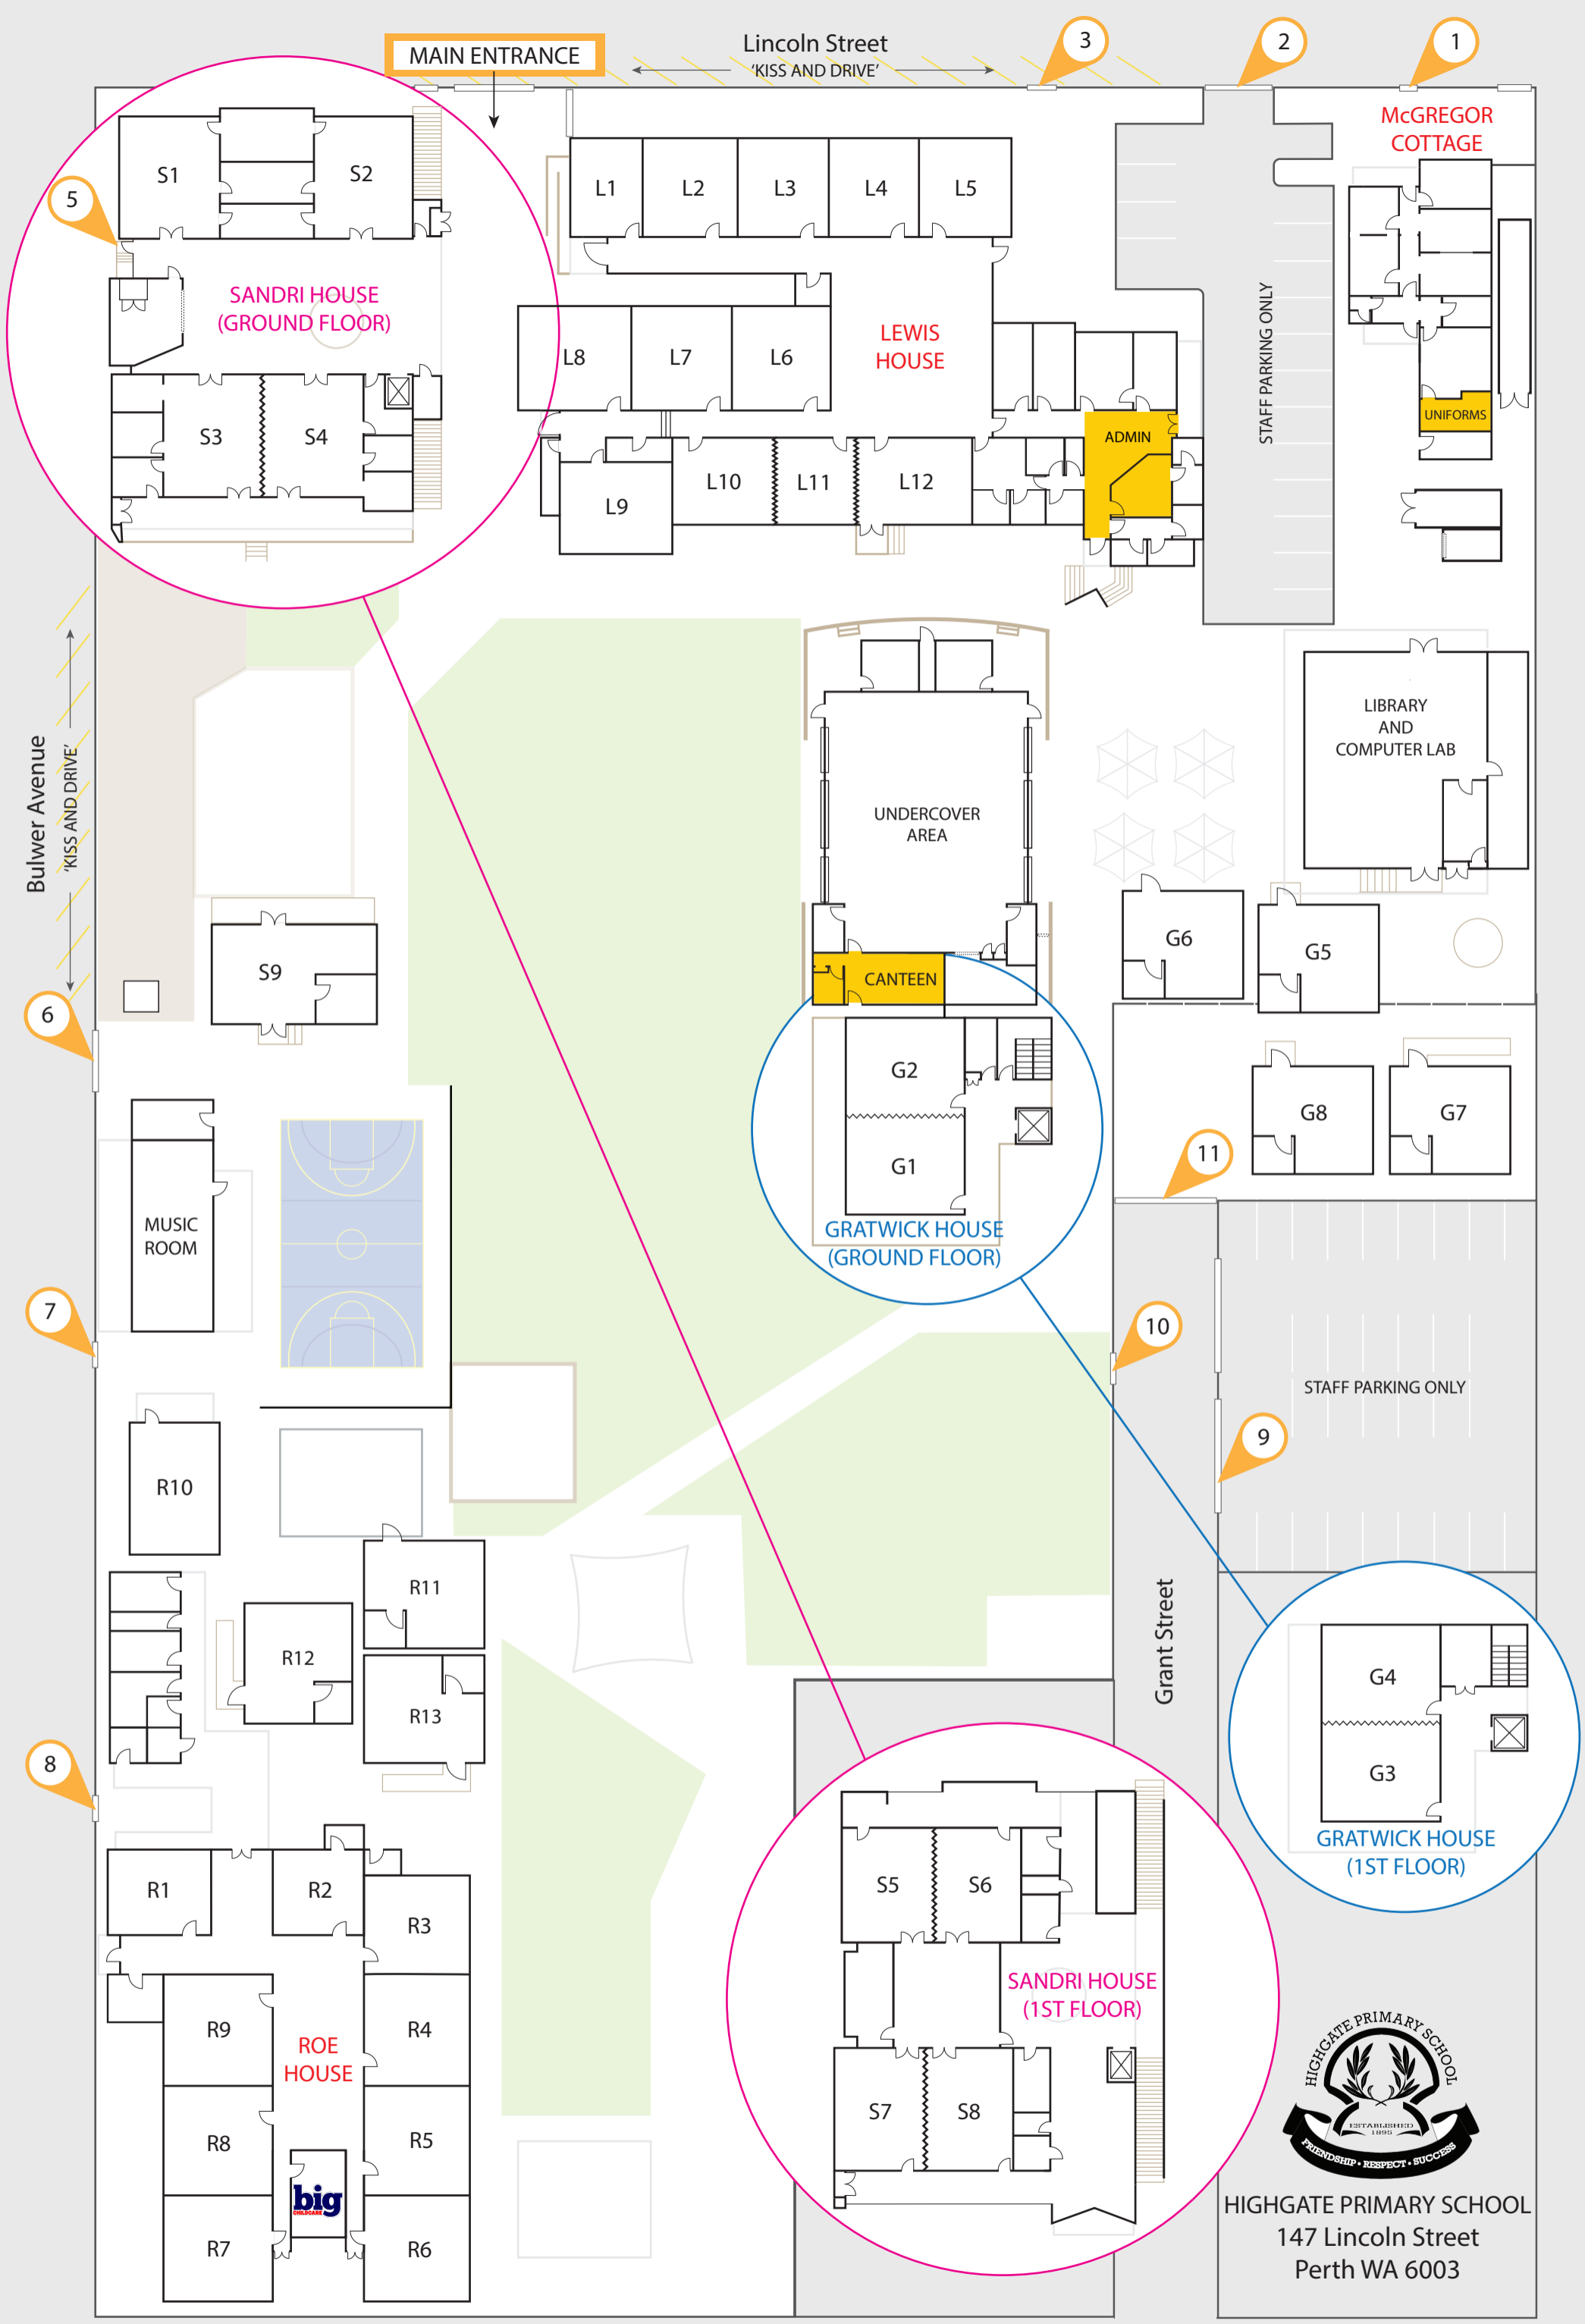 Lincoln Street
'KISS AND DRIVE'
MAIN ENTRANCE
3
2
1
McGREGOR
COTTAGE
S1
S2
5
SANDRI HOUSE
(GROUND FLOOR)
S3
S4
L1
L2
L3
L4
L5
LEWIS
HOUSE
L8
L7
L6
L9
L10
L11
L12
ADMIN
STAFF PARKING ONLY
UNIFORMS
LIBRARY
AND
COMPUTER LAB
UNDERCOVER
AREA
Bulwer Avenue
'KISS AND DRIVE'
S9
CANTEEN
G6
G5
6
G2
G1
GRATWICK HOUSE
(GROUND FLOOR)
G8
G7
11
MUSIC
ROOM
7
10
STAFF PARKING ONLY
9
R10
R11
R12
R13
Grant Street
8
G4
G3
GRATWICK HOUSE
(1ST FLOOR)
R1
R2
R3
R9
R4
ROE
HOUSE
R8
R5
big
CHILDCARE
R7
R6
S5
S6
SANDRI HOUSE
(1ST FLOOR)
S7
S8
HIGHGATE PRIMARY SCHOOL
ESTABLISHED
1895
FRIENDSHIP • RESPECT • SUCCESS
HIGHGATE PRIMARY SCHOOL
147 Lincoln Street
Perth WA 6003